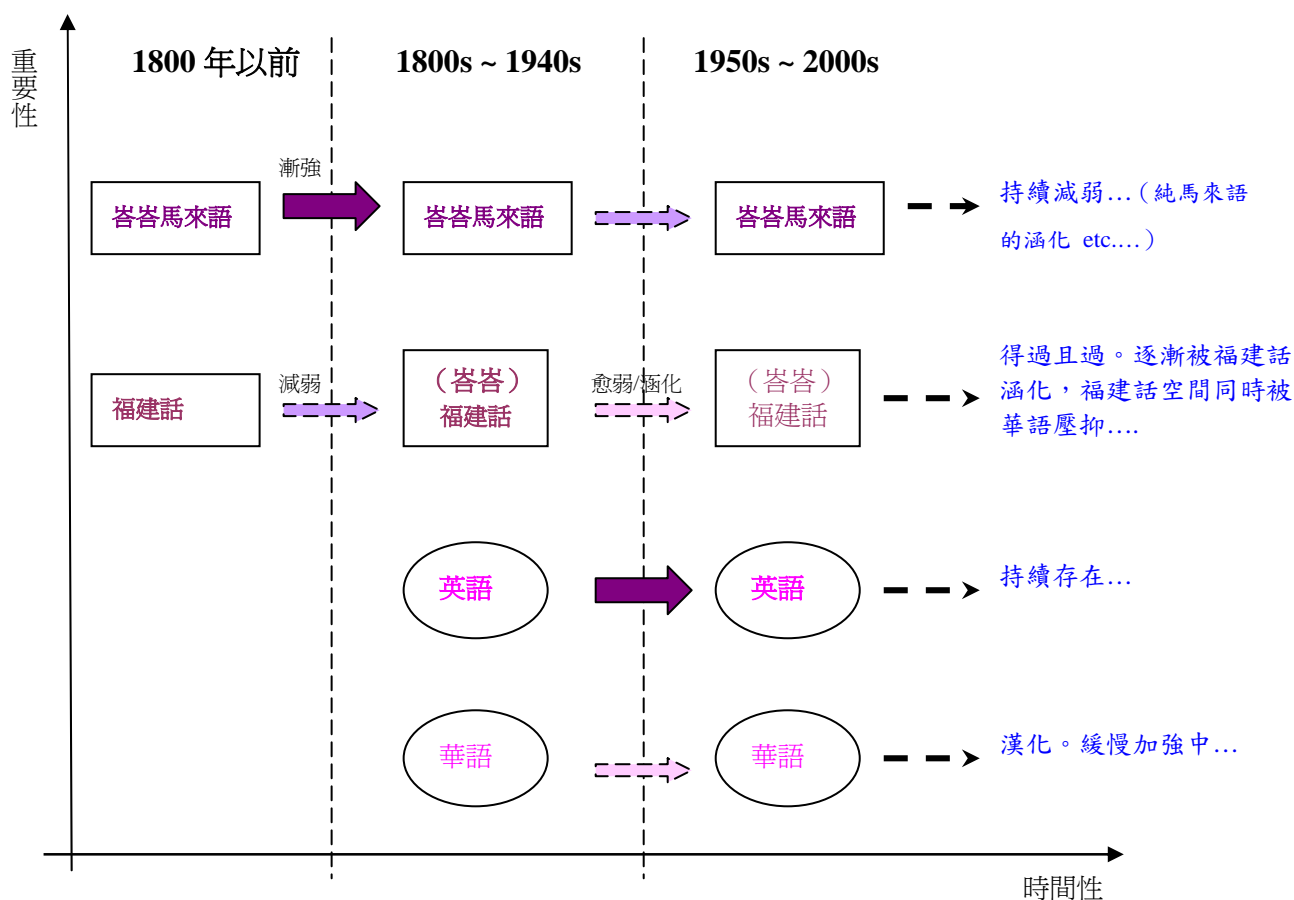 重要性
1800 年以前
1800s ~ 1940s
1950s ~ 2000s
峇峇馬來語
漸強
峇峇馬來語
峇峇馬來語
持續減弱…（純馬來語
的涵化 etc.…）
福建話
減弱
（峇峇）
福建話
愈弱/涵化
（峇峇）
福建話
得過且過。逐漸被福建話
涵化，福建話空間同時被
華語壓抑….
英語
英語
持續存在…
華語
華語
漢化。緩慢加強中…
時間性